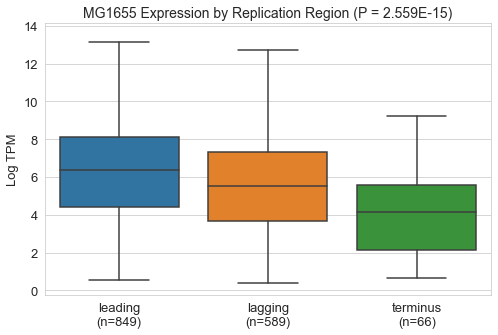 MG1655 Expression by Replication Region (P = 2.559E-15)
14
12
10
8
6
4
2
0
Log TPM
leading
(n=849)
lagging
(n=589)
terminus
(n=66)